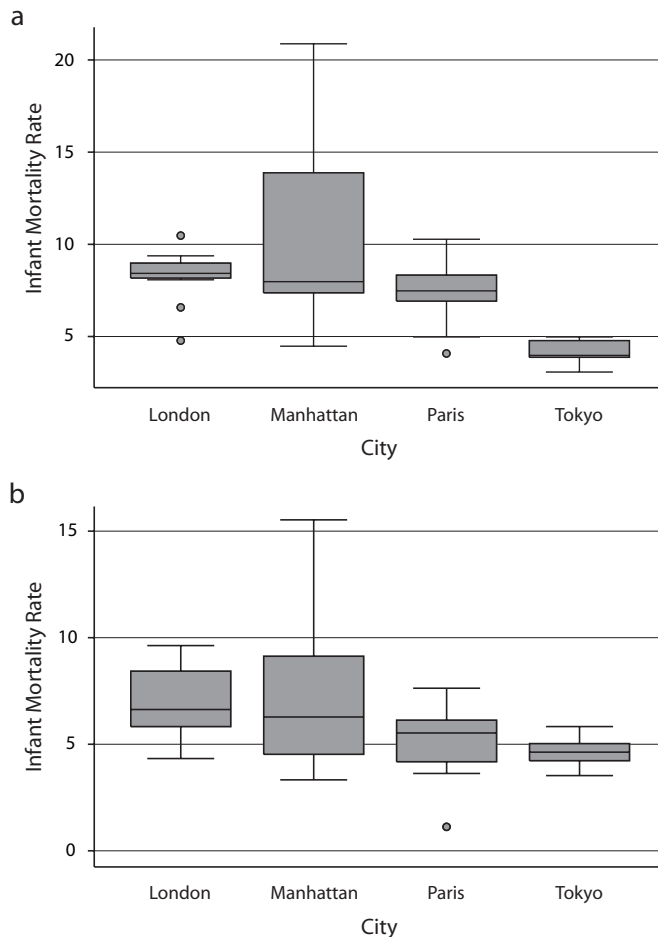 a
Infant Mortality Rate
20
15
10
5
London Manhattan Paris Tokyo
City
b
Infant Mortality Rate
15
10
5
0
London Manhattan Paris Tokyo
City